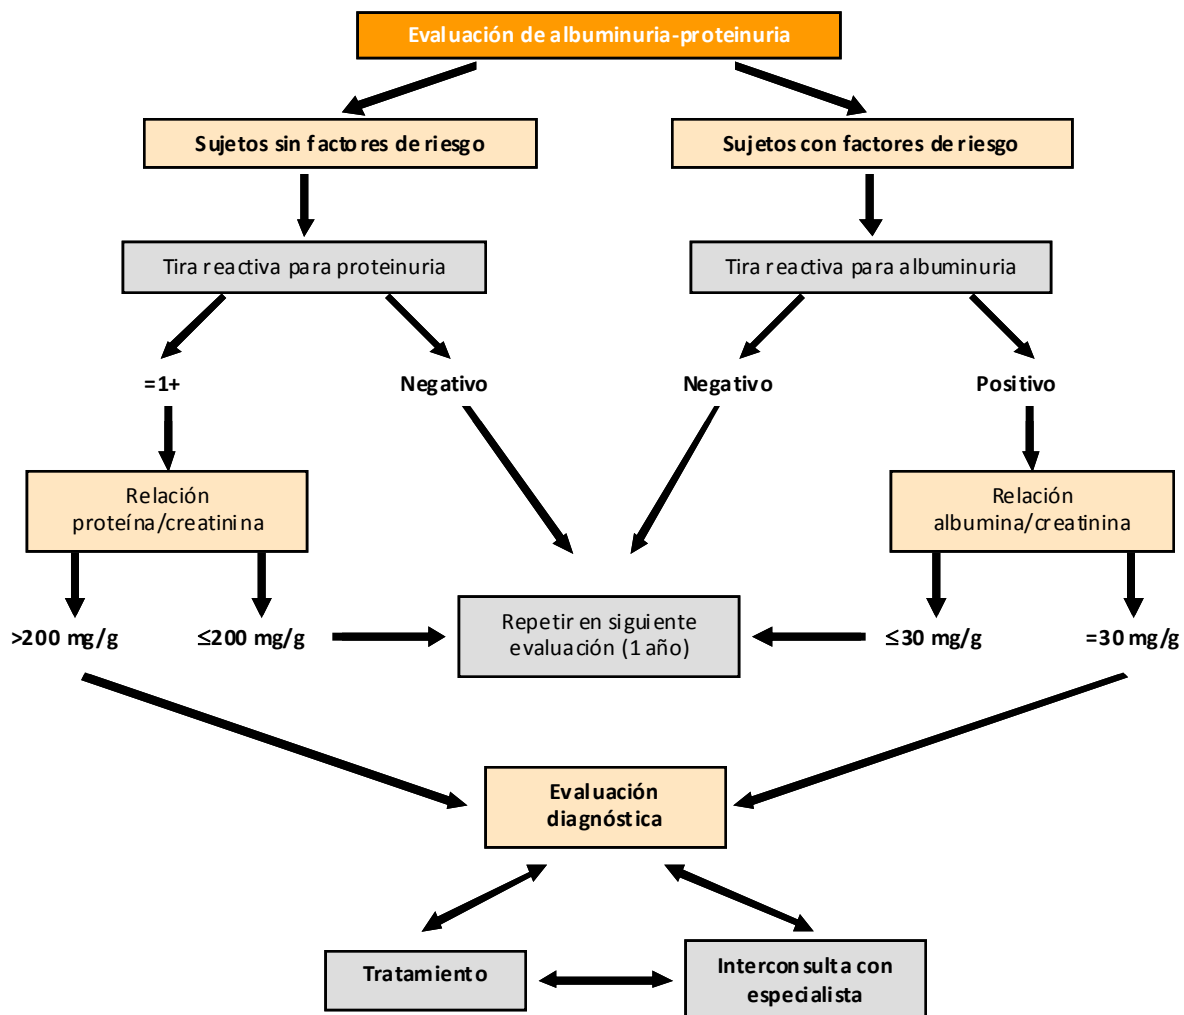 Evaluación de albuminuria-proteinuria
Sujetos sin factores de riesgo
Sujetos con factores de riesgo
Tira reactiva para proteinuria
Tira reactiva para albuminuria
=1+
Negativo
Negativo
Positivo
Relación
proteína/creatinina
Relación
albumina/creatinina
>200 mg/g
≤200 mg/g
Repetir en siguiente
evaluación (1 año)
≤30 mg/g
=30 mg/g
Evaluación
diagnóstica
Tratamiento
Interconsulta con
especialista